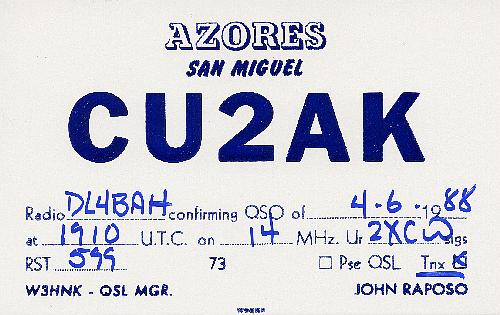 AZORES
SAN MIGUEL
CU2AK
Radio DL4BAH confirming QSO of 4-6-1988
at 1910 U.T.C. on 14 MHz. Ur 2XCW sigs
RST 599 73 ☐ Pse QSL Tnx ☒
W3HNK - QSL MGR. JOHN RAPOSO